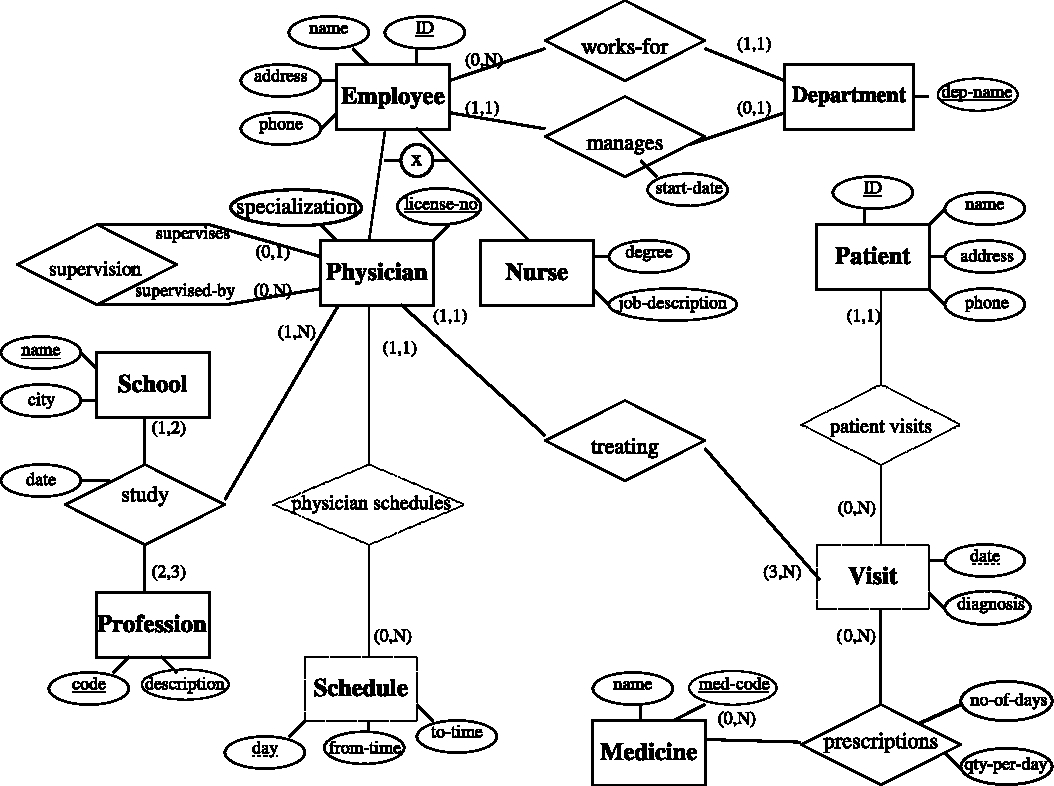 name
ID
works-for
(0,N)
(1,1)
address
Employee
Department
dep-name
phone
(1,1)
(0,1)
manages
X
start-date
ID
specialization
license-no
name
supervises
(0,1)
supervision
Physician
Nurse
degree
Patient
address
supervised-by
(0,N)
job-description
phone
(1,N)
(1,1)
(1,1)
(1,1)
name
School
city
(1,2)
treating
patient visits
date
study
physician schedules
(0,N)
(2,3)
(3,N)
Visit
date
diagnosis
Profession
(0,N)
(0,N)
code
description
Schedule
name
med-code
no-of-days
day
from-time
to-time
(0,N)
Medicine
prescriptions
qty-per-day